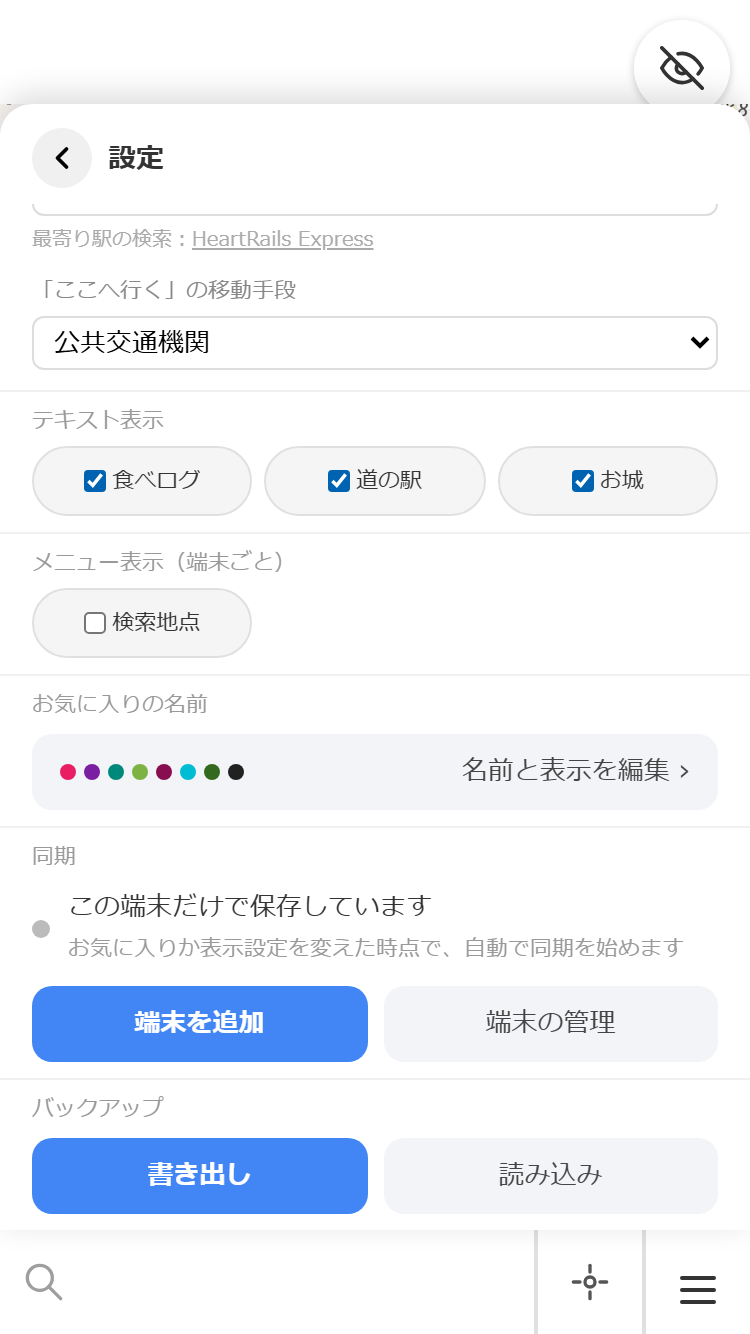 設定
最寄り駅の検索：HeartRails Express
「ここへ行く」の移動手段
公共交通機関
テキスト表示
食べログ 道の駅 お城
メニュー表示（端末ごと）
検索地点
お気に入りの名前
名前と表示を編集 ›
同期
この端末だけで保存しています
お気に入りか表示設定を変えた時点で、自動で同期を始めます
端末を追加 端末の管理
バックアップ
書き出し 読み込み